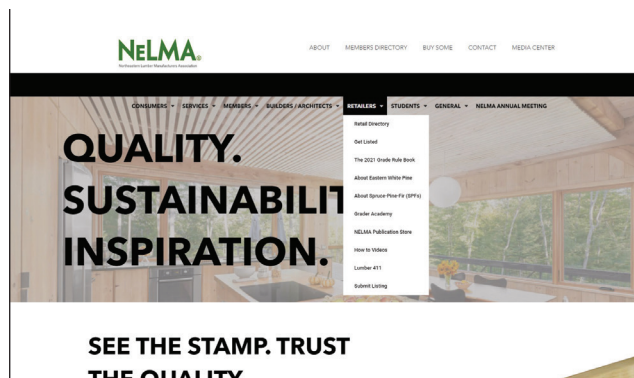 NELMA®
Northeastern Lumber Manufacturers Association
ABOUT MEMBERS DIRECTORY BUY SOME CONTACT MEDIA CENTER
CONSUMERS SERVICES MEMBERS BUILDERS / ARCHITECTS RETAILERS STUDENTS GENERAL NELMA ANNUAL MEETING
Retail Directory
Get Listed
The 2021 Grade Rule Book
About Eastern White Pine
About Spruce-Pine-Fir (SPFs)
Grader Academy
NELMA Publication Store
How to Videos
Lumber 411
Submit Listing
QUALITY.
SUSTAINABILIT
INSPIRATION.
SEE THE STAMP. TRUST
THE QUALITY